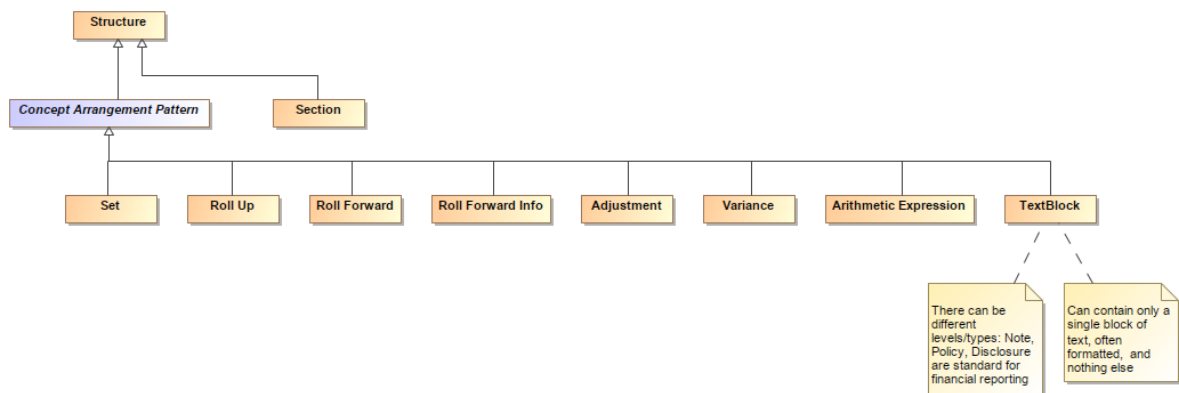 Structure
Concept Arrangement Pattern
Section
Set
Roll Up
Roll Forward
Roll Forward Info
Adjustment
Variance
Arithmetic Expression
TextBlock
There can be
different
levels/types: Note,
Policy, Disclosure
are standard for
financial reporting
Can contain only a
single block of
text, often
formatted, and
nothing else